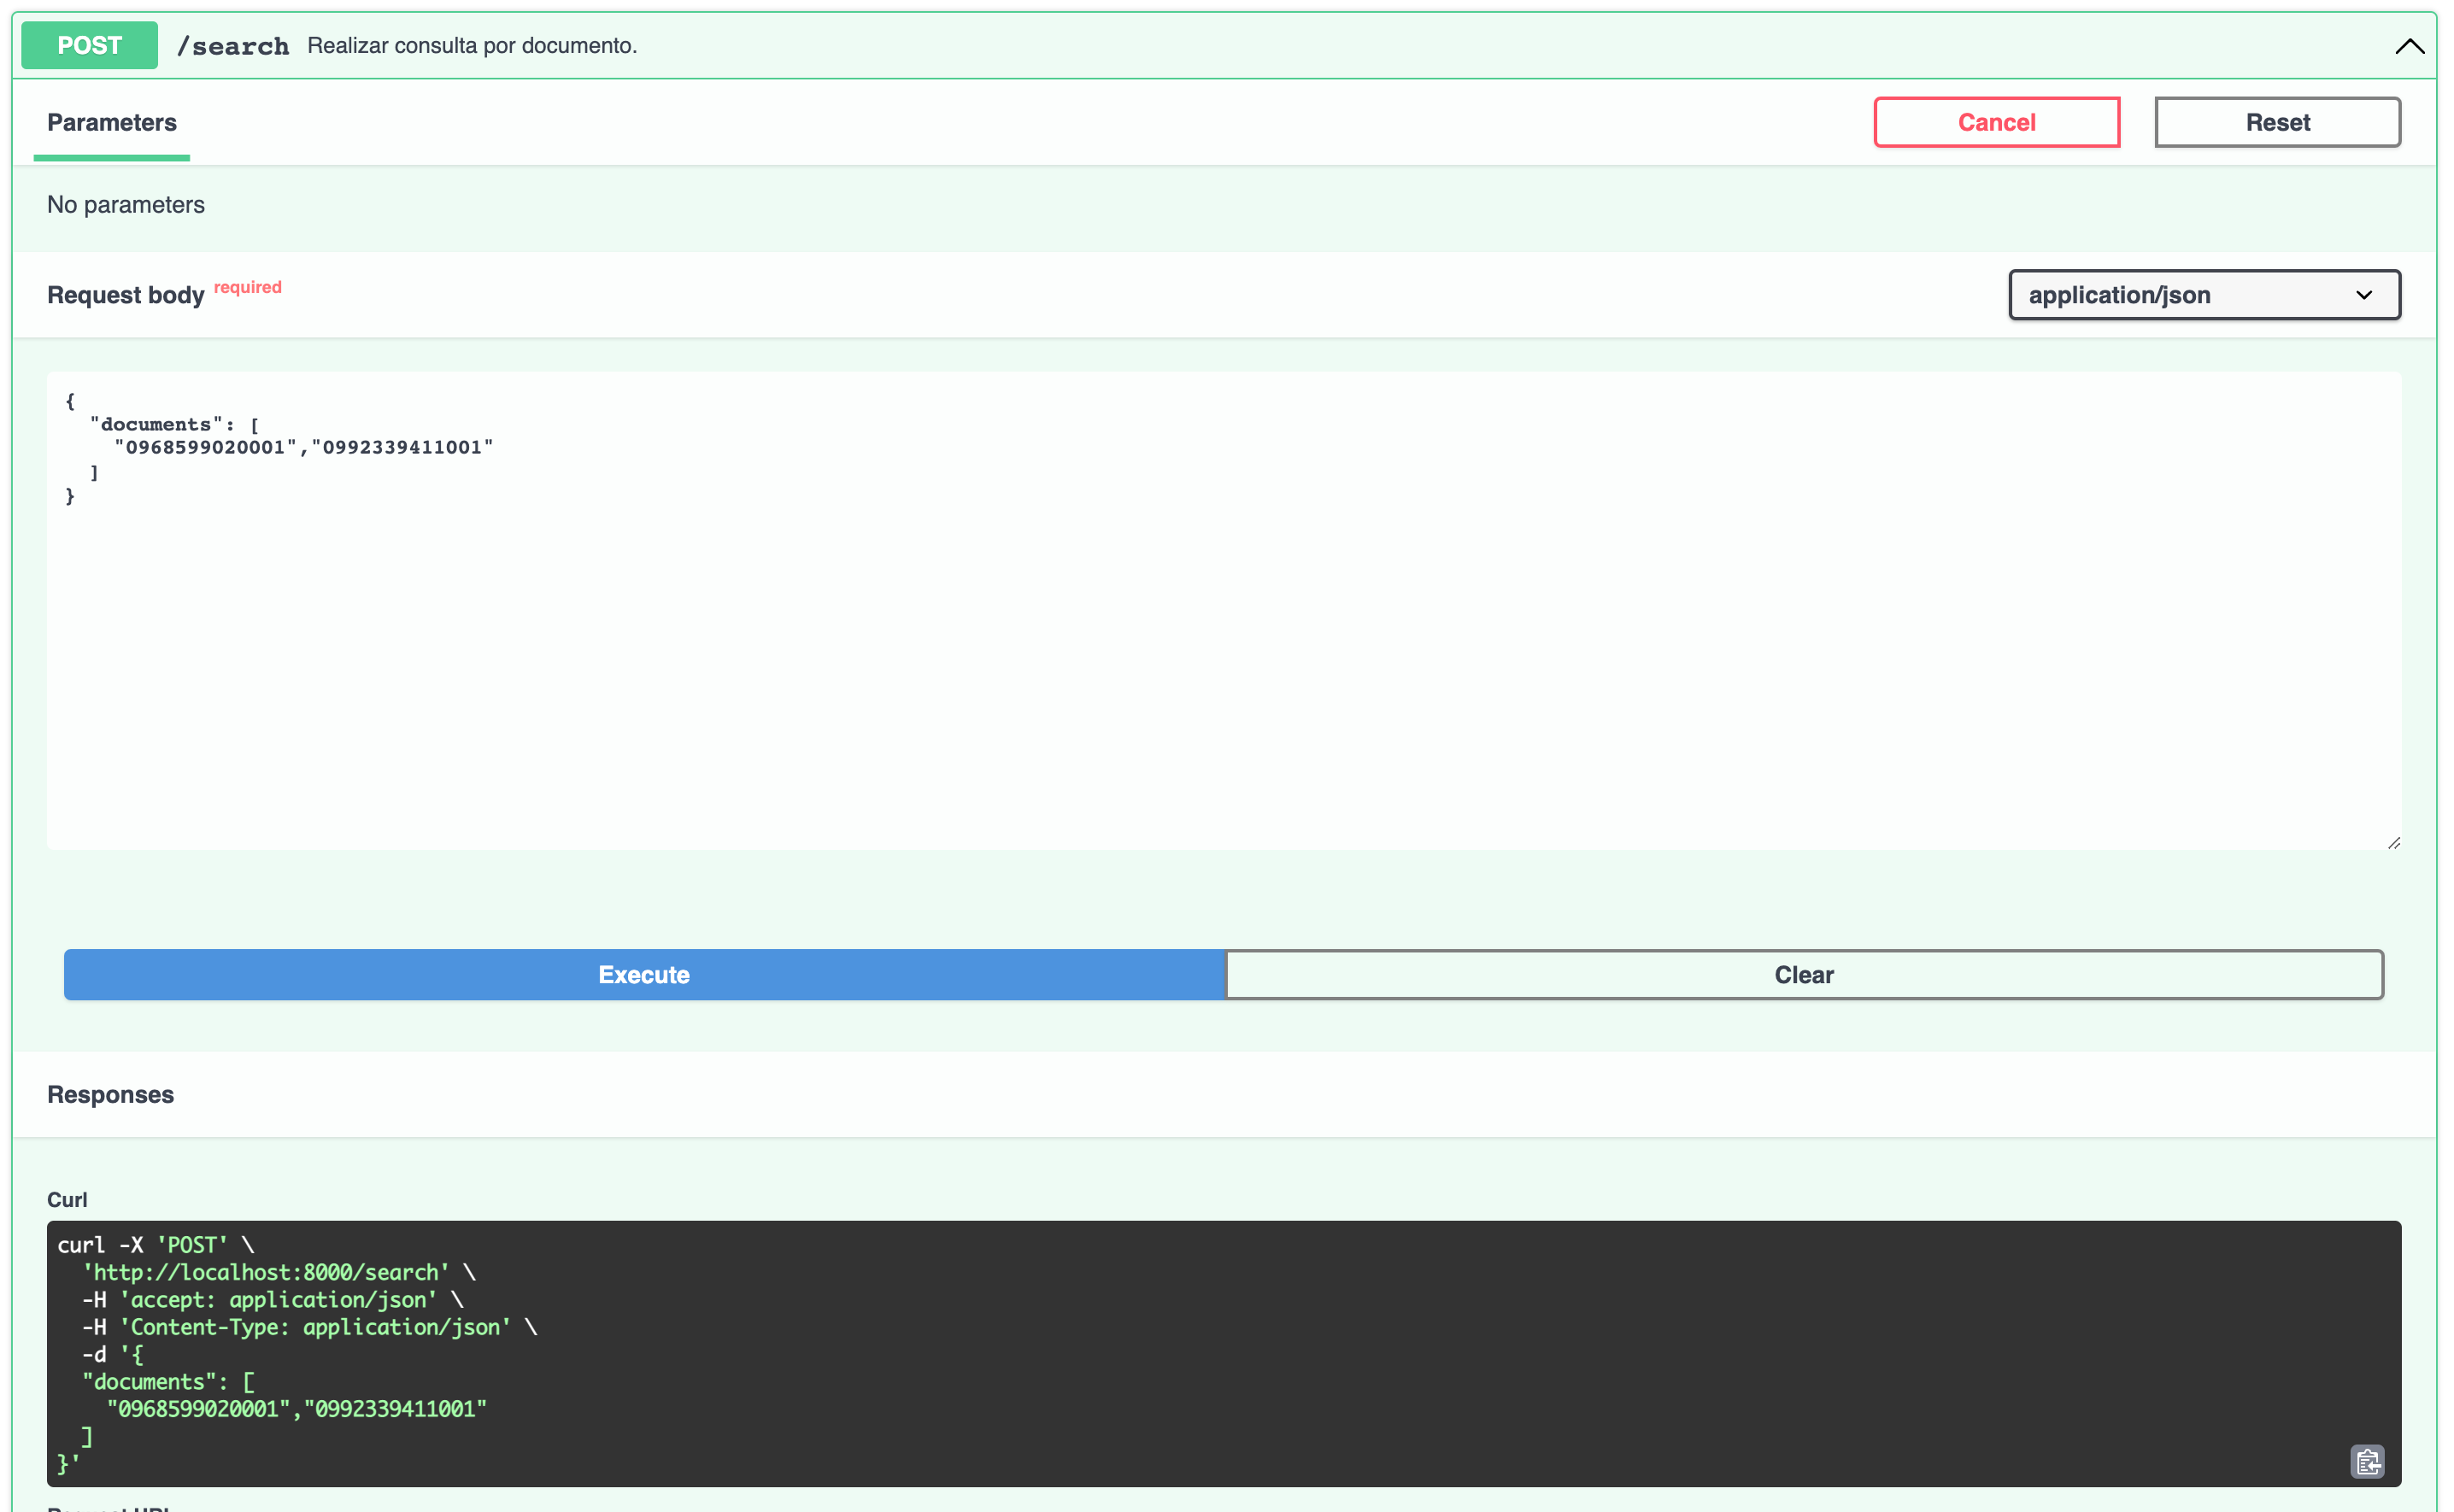 POST /search Realizar consulta por documento.
Parameters
Cancel
Reset
No parameters
Request body required
application/json
{
  "documents": [
    "0968599020001","0992339411001"
  ]
}
Execute
Clear
Responses
Curl
curl -X 'POST' \
  'http://localhost:8000/search' \
  -H 'accept: application/json' \
  -H 'Content-Type: application/json' \
  -d '{
  "documents": [
    "0968599020001","0992339411001"
  ]
}'
Request URL